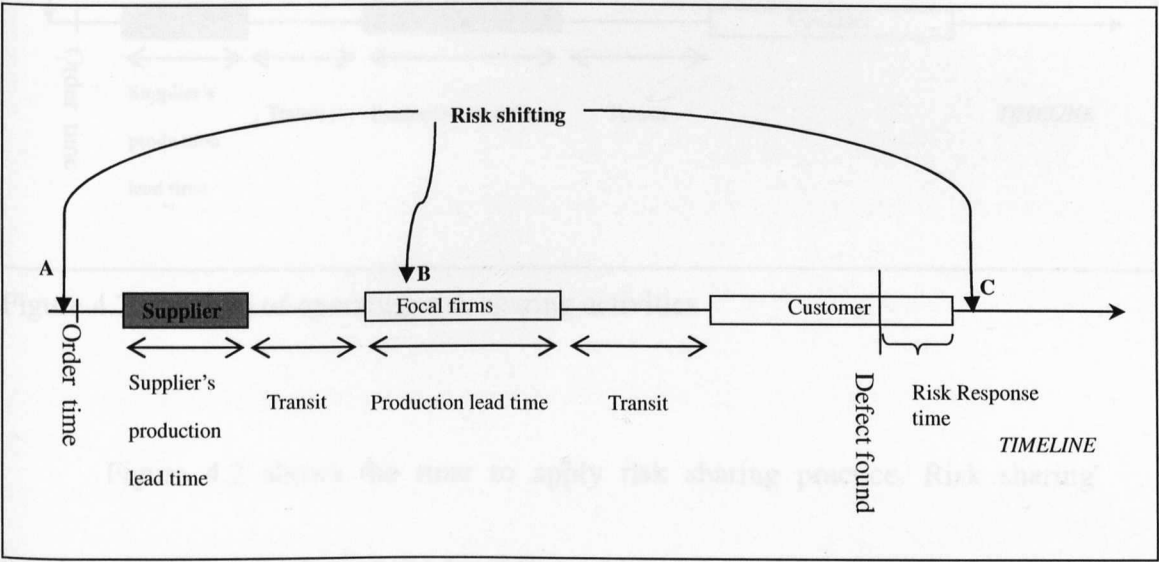 Risk shifting
A
B
C
Supplier
Focal firms
Customer
Order time
Supplier's
production
lead time
Transit
Production lead time
Transit
Defect found
Risk Response
time
TIMELINE
Figure 4.2 shows the time to apply risk sharing practice. Risk sharing